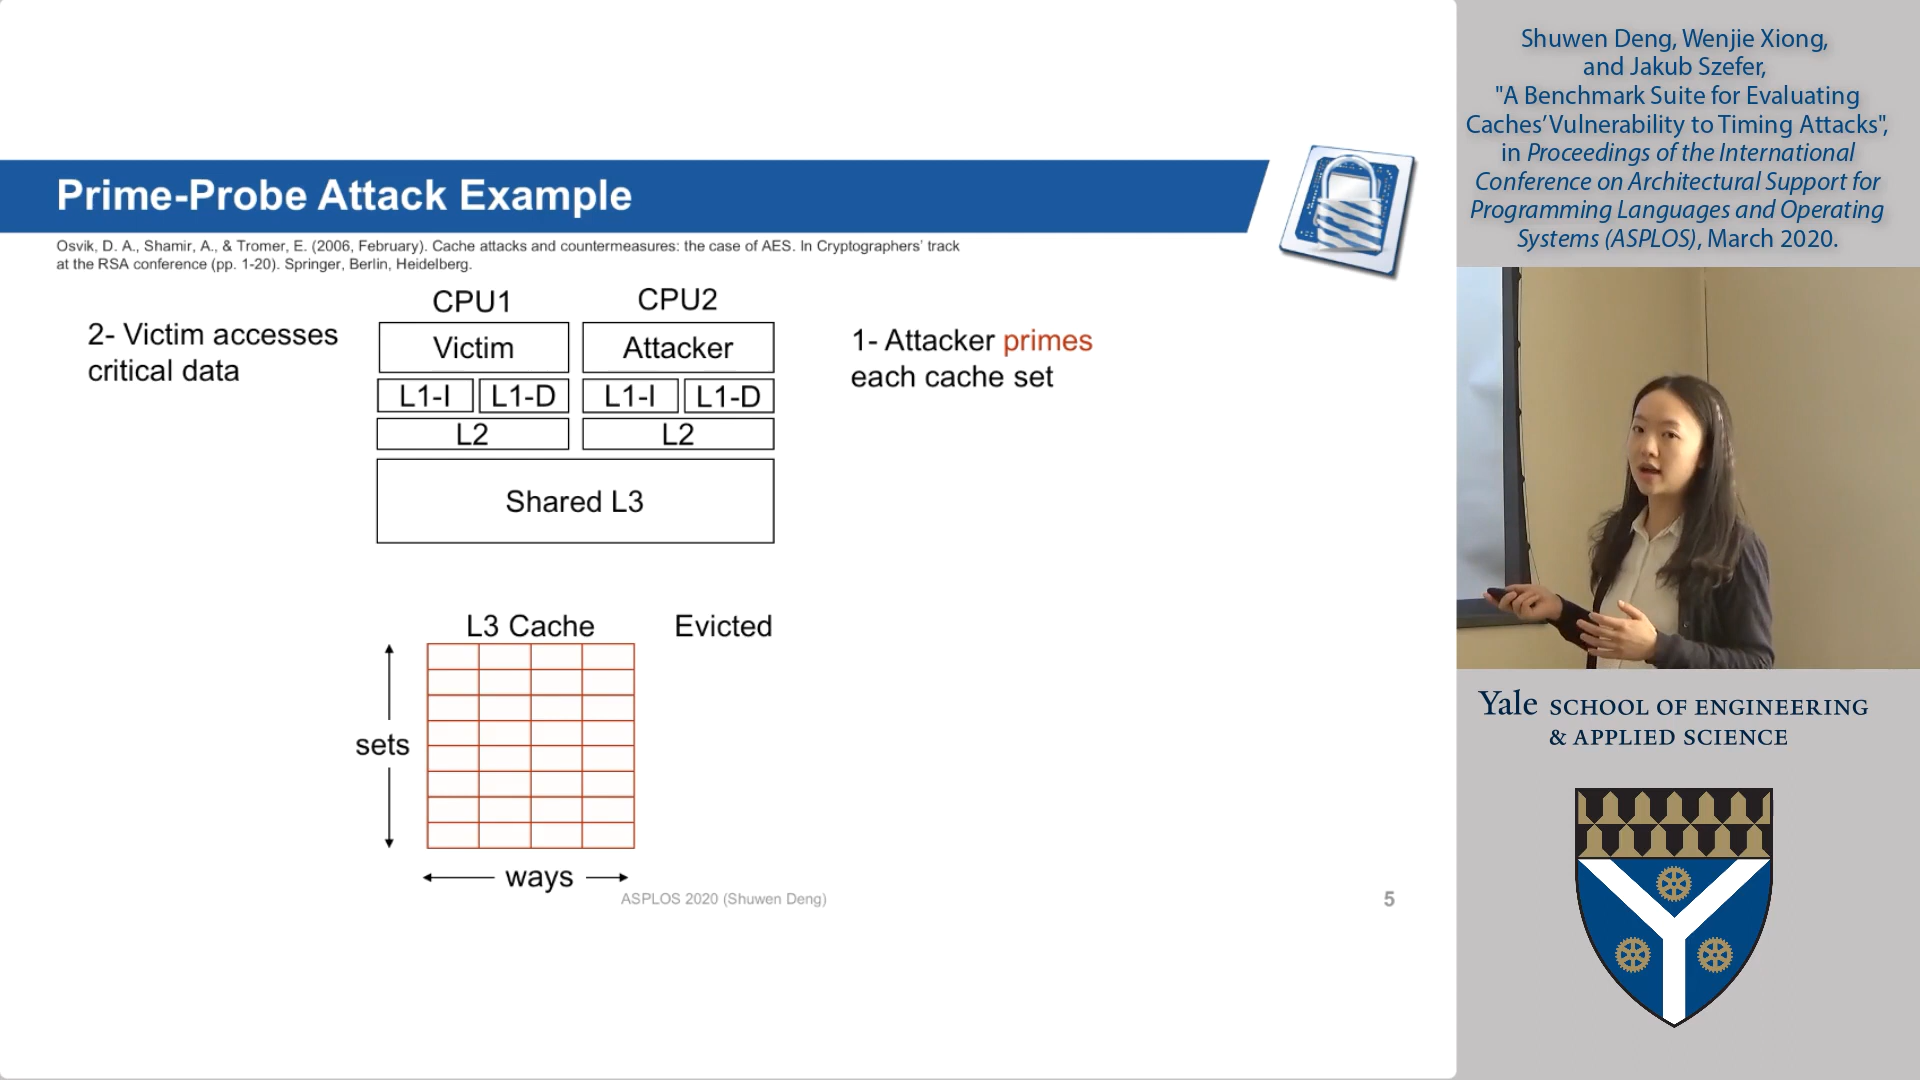 Prime-Probe Attack Example
Osvik, D. A., Shamir, A., & Tromer, E. (2006, February). Cache attacks and countermeasures: the case of AES. In Cryptographers’ track
at the RSA conference (pp. 1-20). Springer, Berlin, Heidelberg.
2- Victim accesses
critical data
CPU1
CPU2
Victim
Attacker
L1-I
L1-D
L1-I
L1-D
L2
L2
Shared L3
1- Attacker primes
each cache set
L3 Cache
Evicted
sets
ways
ASPLOS 2020 (Shuwen Deng)
5
Shuwen Deng, Wenjie Xiong,
and Jakub Szefer,
"A Benchmark Suite for Evaluating
Caches’ Vulnerability to Timing Attacks",
in Proceedings of the International
Conference on Architectural Support for
Programming Languages and Operating
Systems (ASPLOS), March 2020.
Yale SCHOOL OF ENGINEERING
& APPLIED SCIENCE